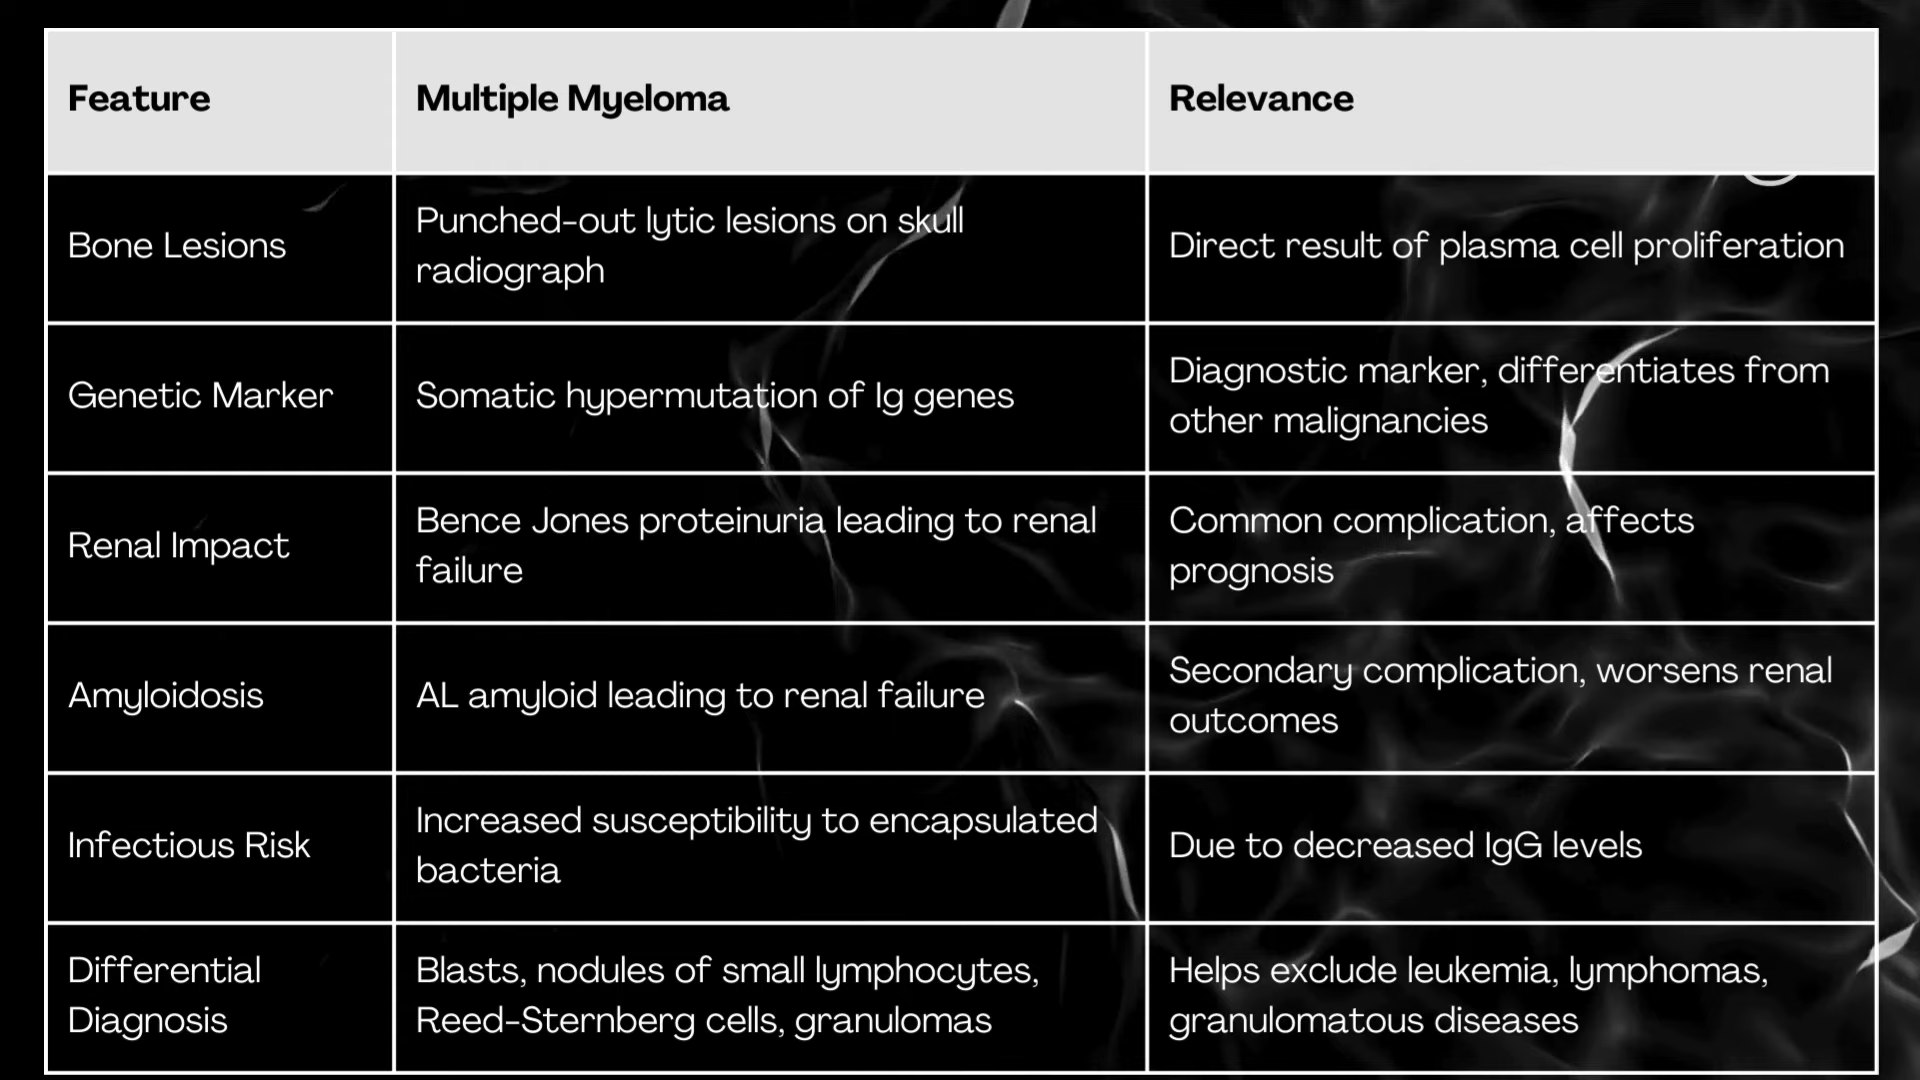 Feature
Multiple Myeloma
Relevance
Bone Lesions
Punched-out lytic lesions on skull
radiograph
Direct result of plasma cell proliferation
Genetic Marker
Somatic hypermutation of Ig genes
Diagnostic marker, differentiates from
other malignancies
Renal Impact
Bence Jones proteinuria leading to renal
failure
Common complication, affects
prognosis
Amyloidosis
AL amyloid leading to renal failure
Secondary complication, worsens renal
outcomes
Infectious Risk
Increased susceptibility to encapsulated
bacteria
Due to decreased IgG levels
Differential
Diagnosis
Blasts, nodules of small lymphocytes,
Reed-Sternberg cells, granulomas
Helps exclude leukemia, lymphomas,
granulomatous diseases